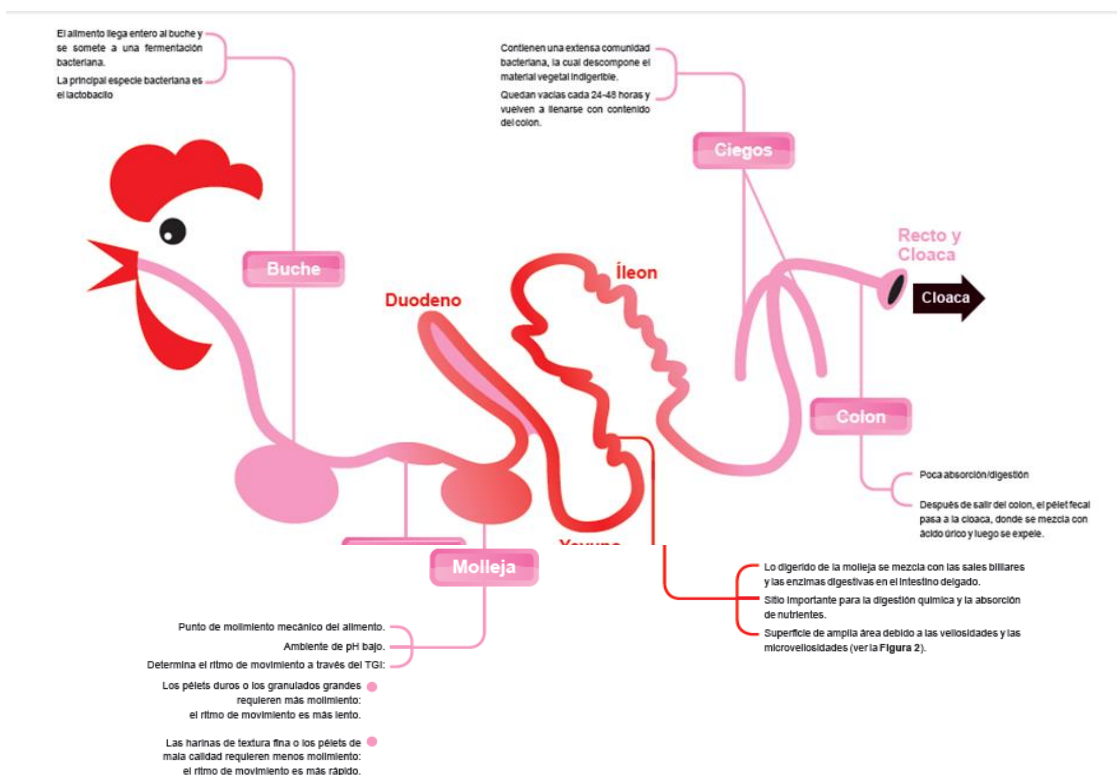 El alimento llega entero al buche y
se somete a una fermentación
bacteriana.
La principal especie bacteriana es
el lactobacilo
Contienen una extensa comunidad
bacteriana, la cual descompone el
material vegetal indigerible.
Quedan vacías cada 24-48 horas y
vuelven a llenarse con contenido
del colon.
Ciegos
Buche
Recto y
Cloaca
Cloaca
Íleon
Duodeno
Colon
Poca absorción/digestión
Después de salir del colon, el pélet fecal
pasa a la cloaca, donde se mezcla con
ácido úrico y luego se expele.
Molleja
Lo digerido de la molleja se mezcla con las sales biliares
y las enzimas digestivas en el intestino delgado.
Sitio importante para la digestión química y la absorción
de nutrientes.
Superficie de amplia área debido a las vellosidades y las
microvellosidades (ver la Figura 2).
Punto de molimiento mecánico del alimento.
Ambiente de pH bajo.
Determina el ritmo de movimiento a través del TGI:
Los pélets duros o los granulados grandes
requieren más molimiento:
el ritmo de movimiento es más lento.
Las harinas de textura fina o los pélets de
mala calidad requieren menos molimiento:
el ritmo de movimiento es más rápido.